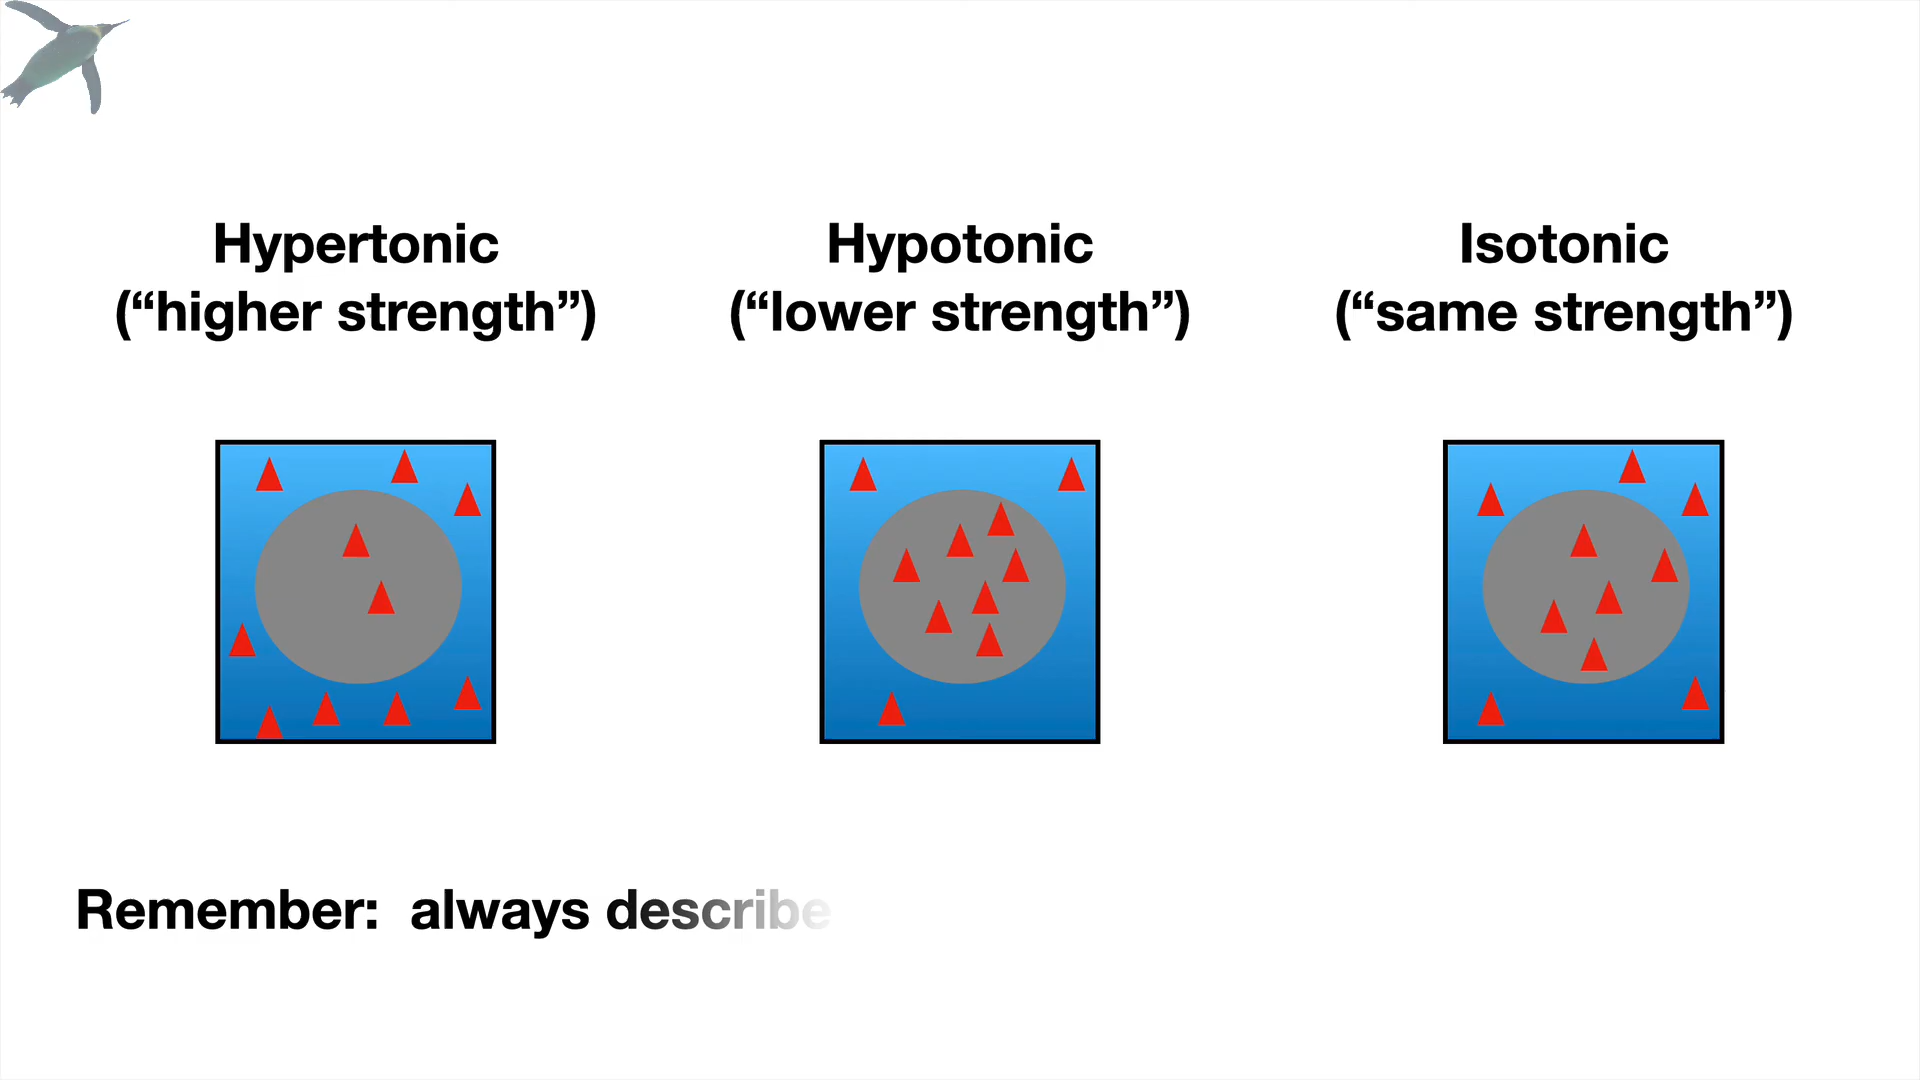 Hypertonic
(“higher strength”)
Hypotonic
(“lower strength”)
Isotonic
(“same strength”)
Remember: always describe